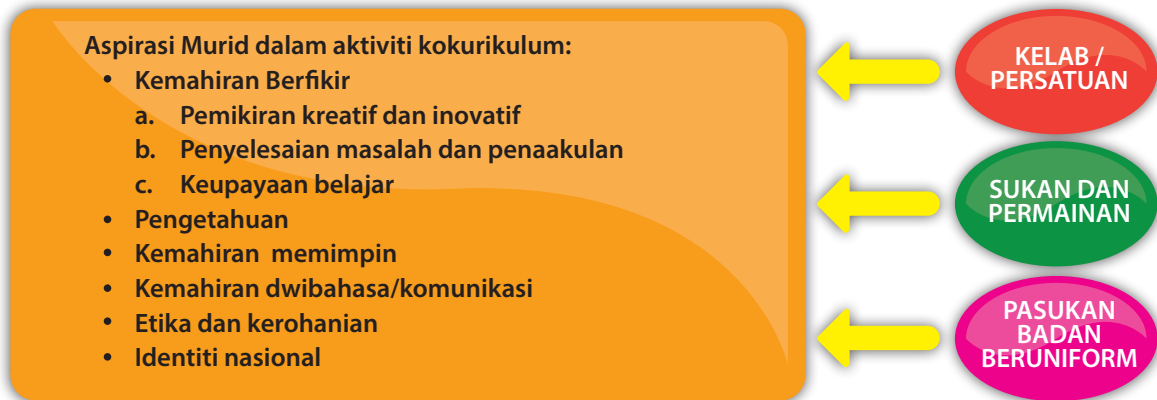 Aspirasi Murid dalam aktiviti kokurikulum:
• Kemahiran Berfikir
a. Pemikiran kreatif dan inovatif
b. Penyelesaian masalah dan penaakulan
c. Keupayaan belajar
• Pengetahuan
• Kemahiran memimpin
• Kemahiran dwibahasa/komunikasi
• Etika dan kerohanian
• Identiti nasional
KELAB /
PERSATUAN
SUKAN DAN
PERMAINAN
PASUKAN
BADAN
BERUNIFORM